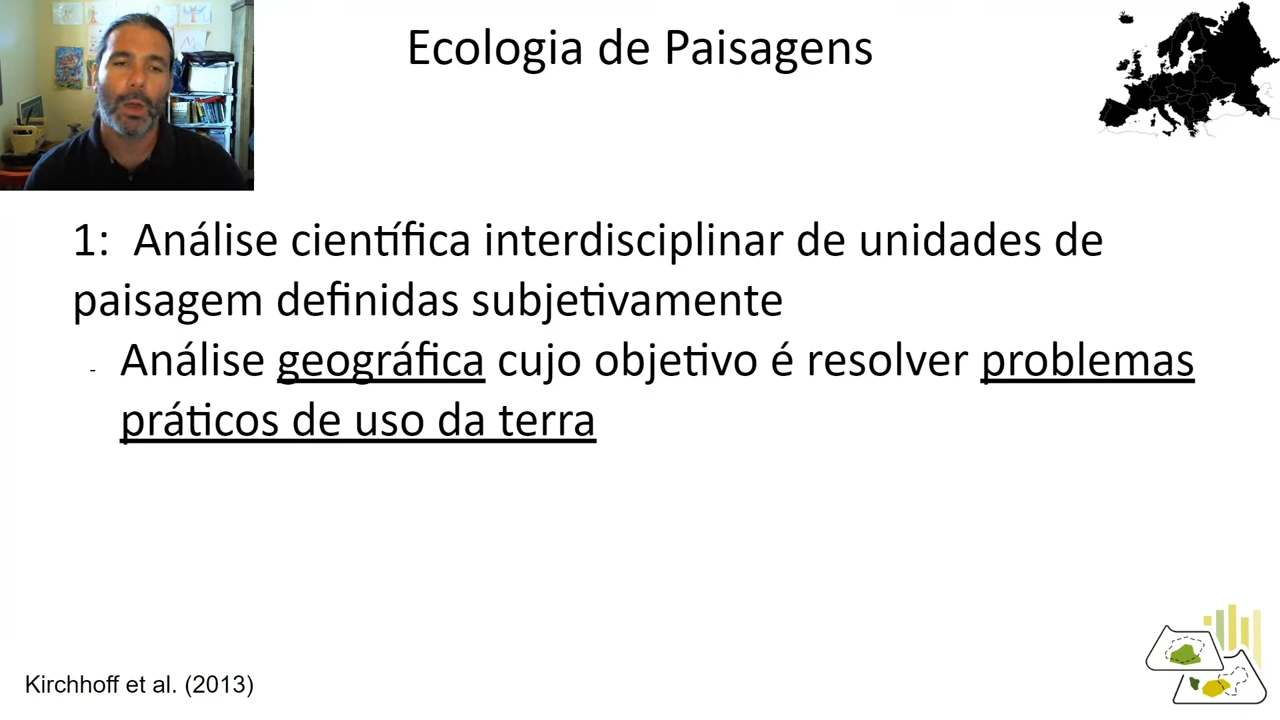 Ecologia de Paisagens
1: Análise científica interdisciplinar de unidades de
paisagem definidas subjetivamente
- Análise geográfica cujo objetivo é resolver problemas
práticos de uso da terra
Kirchhoff et al. (2013)